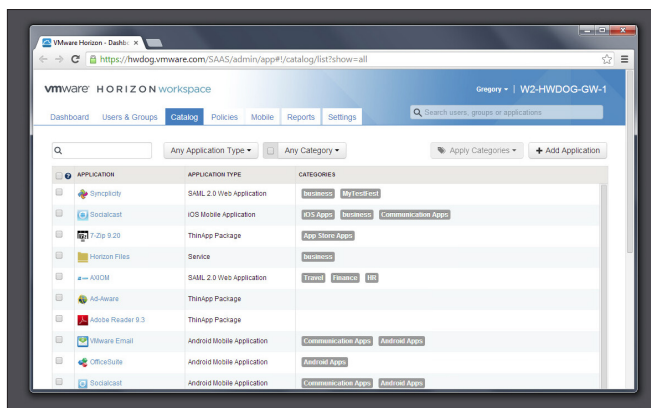 VMware Horizon - Dashbo
https://hwdog.vmware.com/SAAS/admin/app#!/catalog/list?show=all
vmware HORIZON workspace
Gregory | W2-HWDOG-GW-1
Dashboard Users & Groups Catalog Policies Mobile Reports Settings
Search users, groups or applications
Any Application Type Any Category Apply Categories + Add Application
APPLICATION APPLICATION TYPE CATEGORIES
Syncplicity SAML 2.0 Web Application business MyTestFest
Socialcast iOS Mobile Application iOS Apps business Communication Apps
7-Zip 9.20 ThinApp Package App Store Apps
Horizon Files Service business
AXIOM SAML 2.0 Web Application Travel Finance HR
Ad-Aware ThinApp Package
Adobe Reader 9.3 ThinApp Package
VMware Email Android Mobile Application Communication Apps Android Apps
OfficeSuite Android Mobile Application Android Apps
Socialcast Android Mobile Application Communication Apps Android Apps